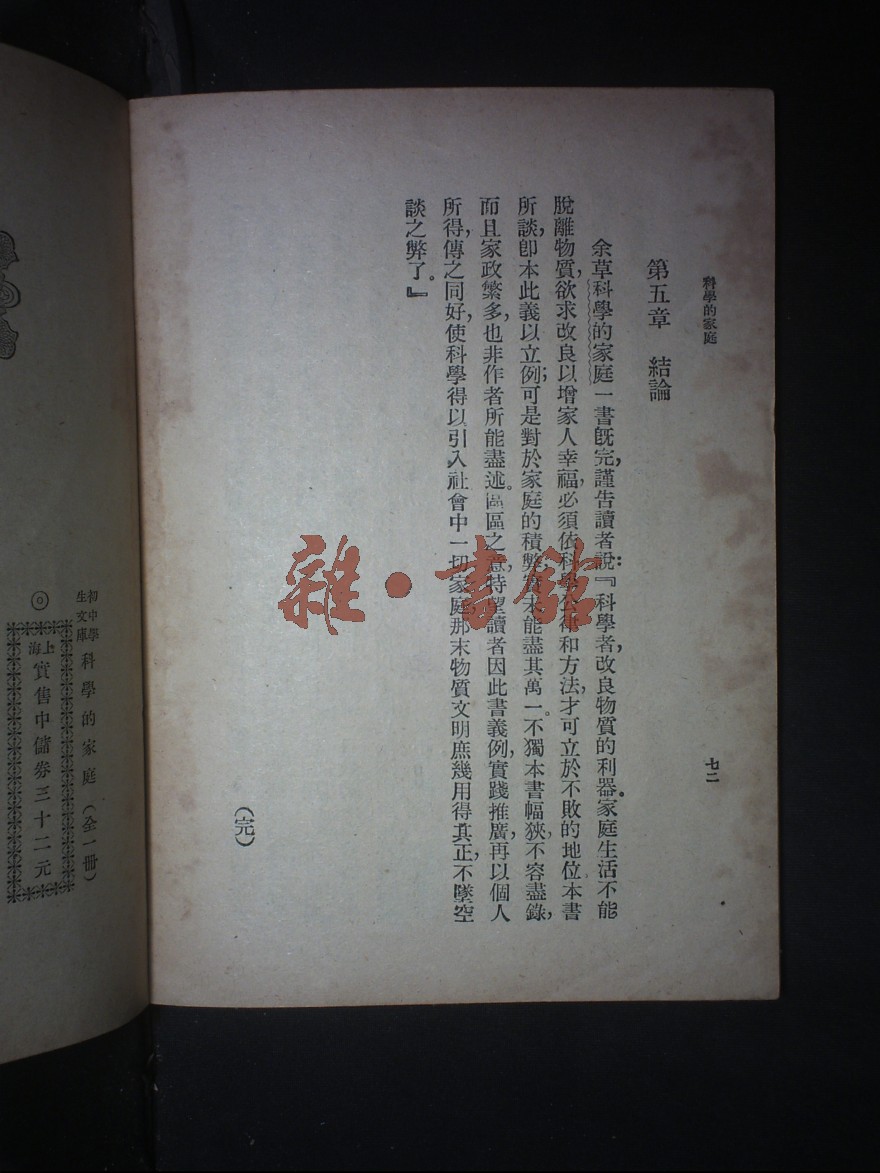 科學的家庭
七二
第五章　結論
余草科學的家庭一書旣完，謹告讀者說：『科學者，改良物質的利器。家庭生活不能
脫離物質，欲求改良以增家人幸福，必須依科學公律和方法，才可立於不敗的地位本書
所談，卽本此義以立例；可是對於家庭的積弊，實未能盡其萬一。不獨本書幅狹，不容盡錄，
而且家政繁多，也非作者所能盡述。區區之意，特望讀者因此書義例，實踐推廣，再以個人
所得，傳之同好，使科學得以引入社會中一切家庭，那末物質文明庶幾用得其正，不墜空
談之弊了。』
（完）
初中學
生文庫
科學的家庭（全一冊）
上海
實售中儲券三十二元
雜·書館